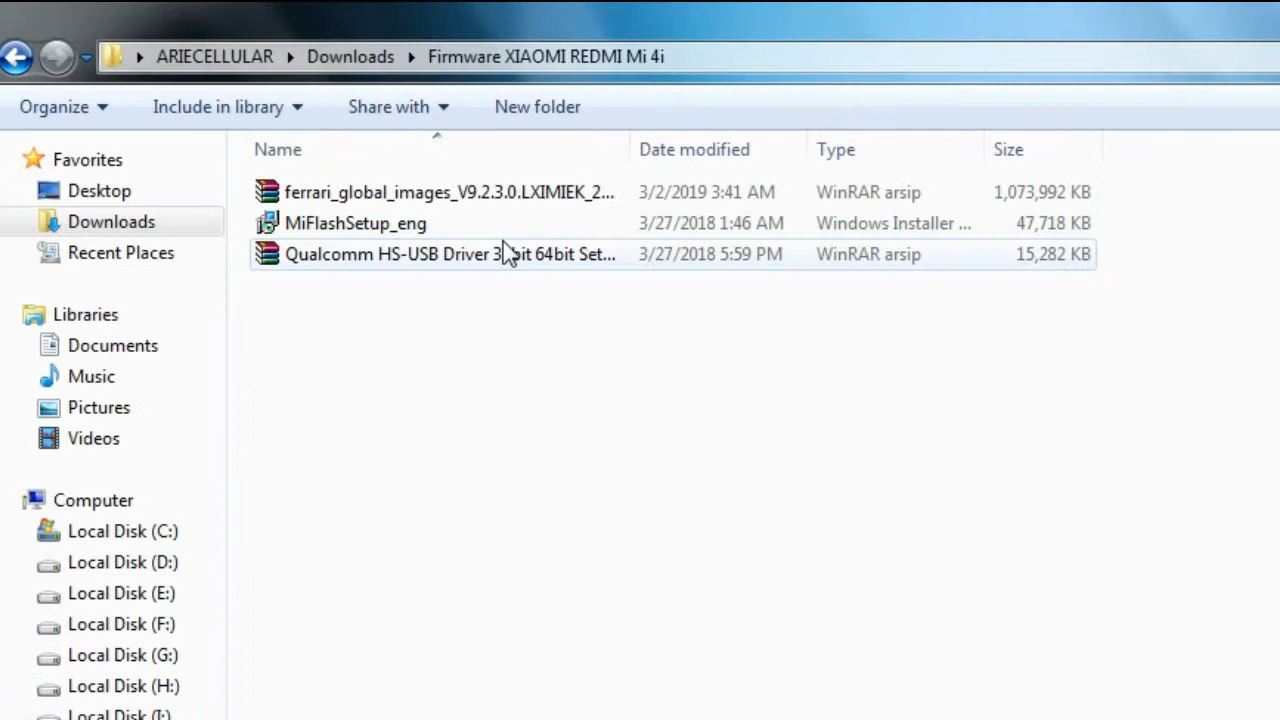 ARIECELLULAR Downloads Firmware XIAOMI REDMI Mi 4i
Organize Include in library Share with New folder
Name Date modified Type Size
ferrari_global_images_V9.2.3.0.LXIMIEK_2... 3/2/2019 3:41 AM WinRAR arsip 1,073,992 KB
MiFlashSetup_eng 3/27/2018 1:46 AM Windows Installer ... 47,718 KB
Qualcomm HS-USB Driver 64bit Set... 3/27/2018 5:59 PM WinRAR arsip 15,282 KB
Favorites
Desktop
Downloads
Recent Places
Libraries
Documents
Music
Pictures
Videos
Computer
Local Disk (C:)
Local Disk (D:)
Local Disk (E:)
Local Disk (F:)
Local Disk (G:)
Local Disk (H:)
Local Disk (I:)